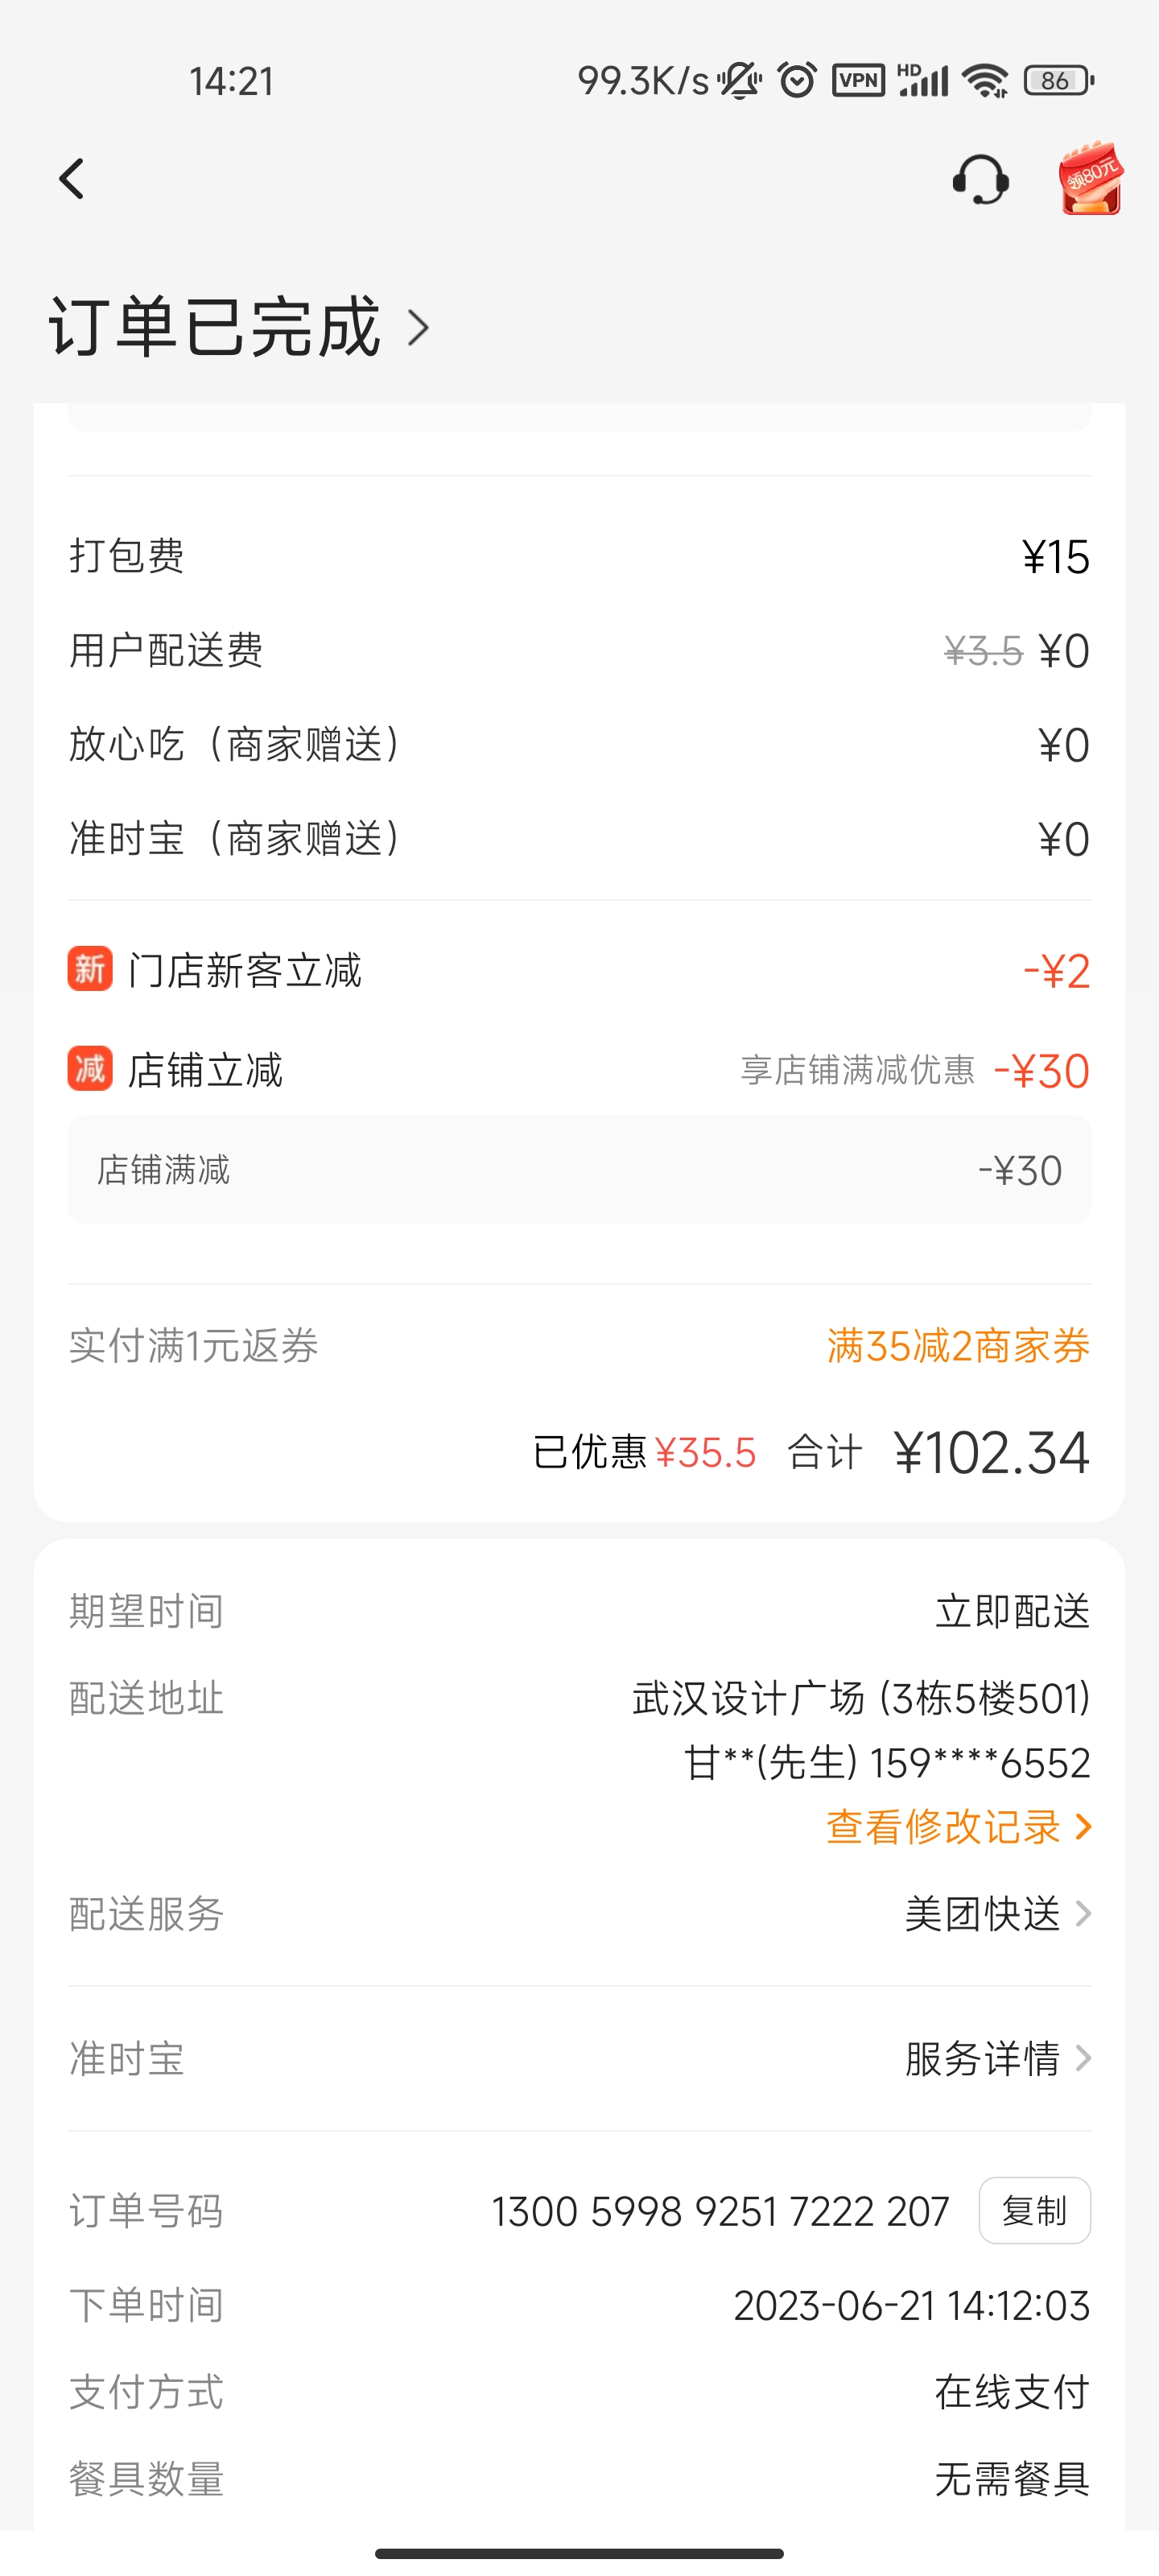 14:21 99.3K/s VPN HD 86
领80元
订单已完成
打包费 ¥15
用户配送费 ¥3.5 ¥0
放心吃（商家赠送） ¥0
准时宝（商家赠送） ¥0
新 门店新客立减 -¥2
减 店铺立减 享店铺满减优惠 -¥30
店铺满减 -¥30
实付满1元返券 满35减2商家券
已优惠¥35.5 合计 ¥102.34
期望时间 立即配送
配送地址 武汉设计广场 (3栋5楼501)
甘**(先生) 159****6552
查看修改记录
配送服务 美团快送
准时宝 服务详情
订单号码 1300 5998 9251 7222 207 复制
下单时间 2023-06-21 14:12:03
支付方式 在线支付
餐具数量 无需餐具